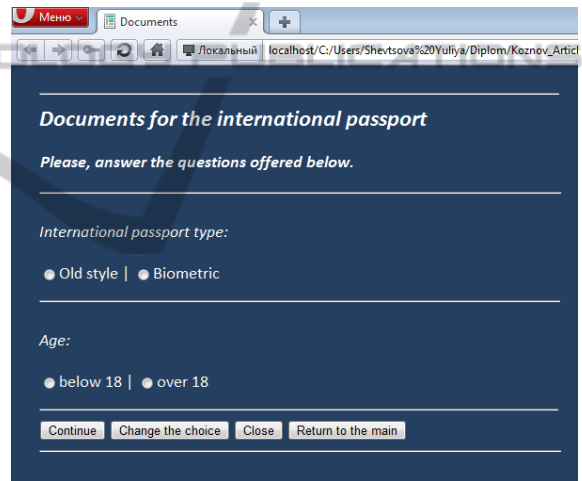 Меню
Documents
Локальный localhost/C:/Users/Shevtsova%20Yuliya/Diplom/Koznov_Articl
Documents for the international passport
Please, answer the questions offered below.
International passport type:
Old style | Biometric
Age:
below 18 | over 18
Continue Change the choice Close Return to the main